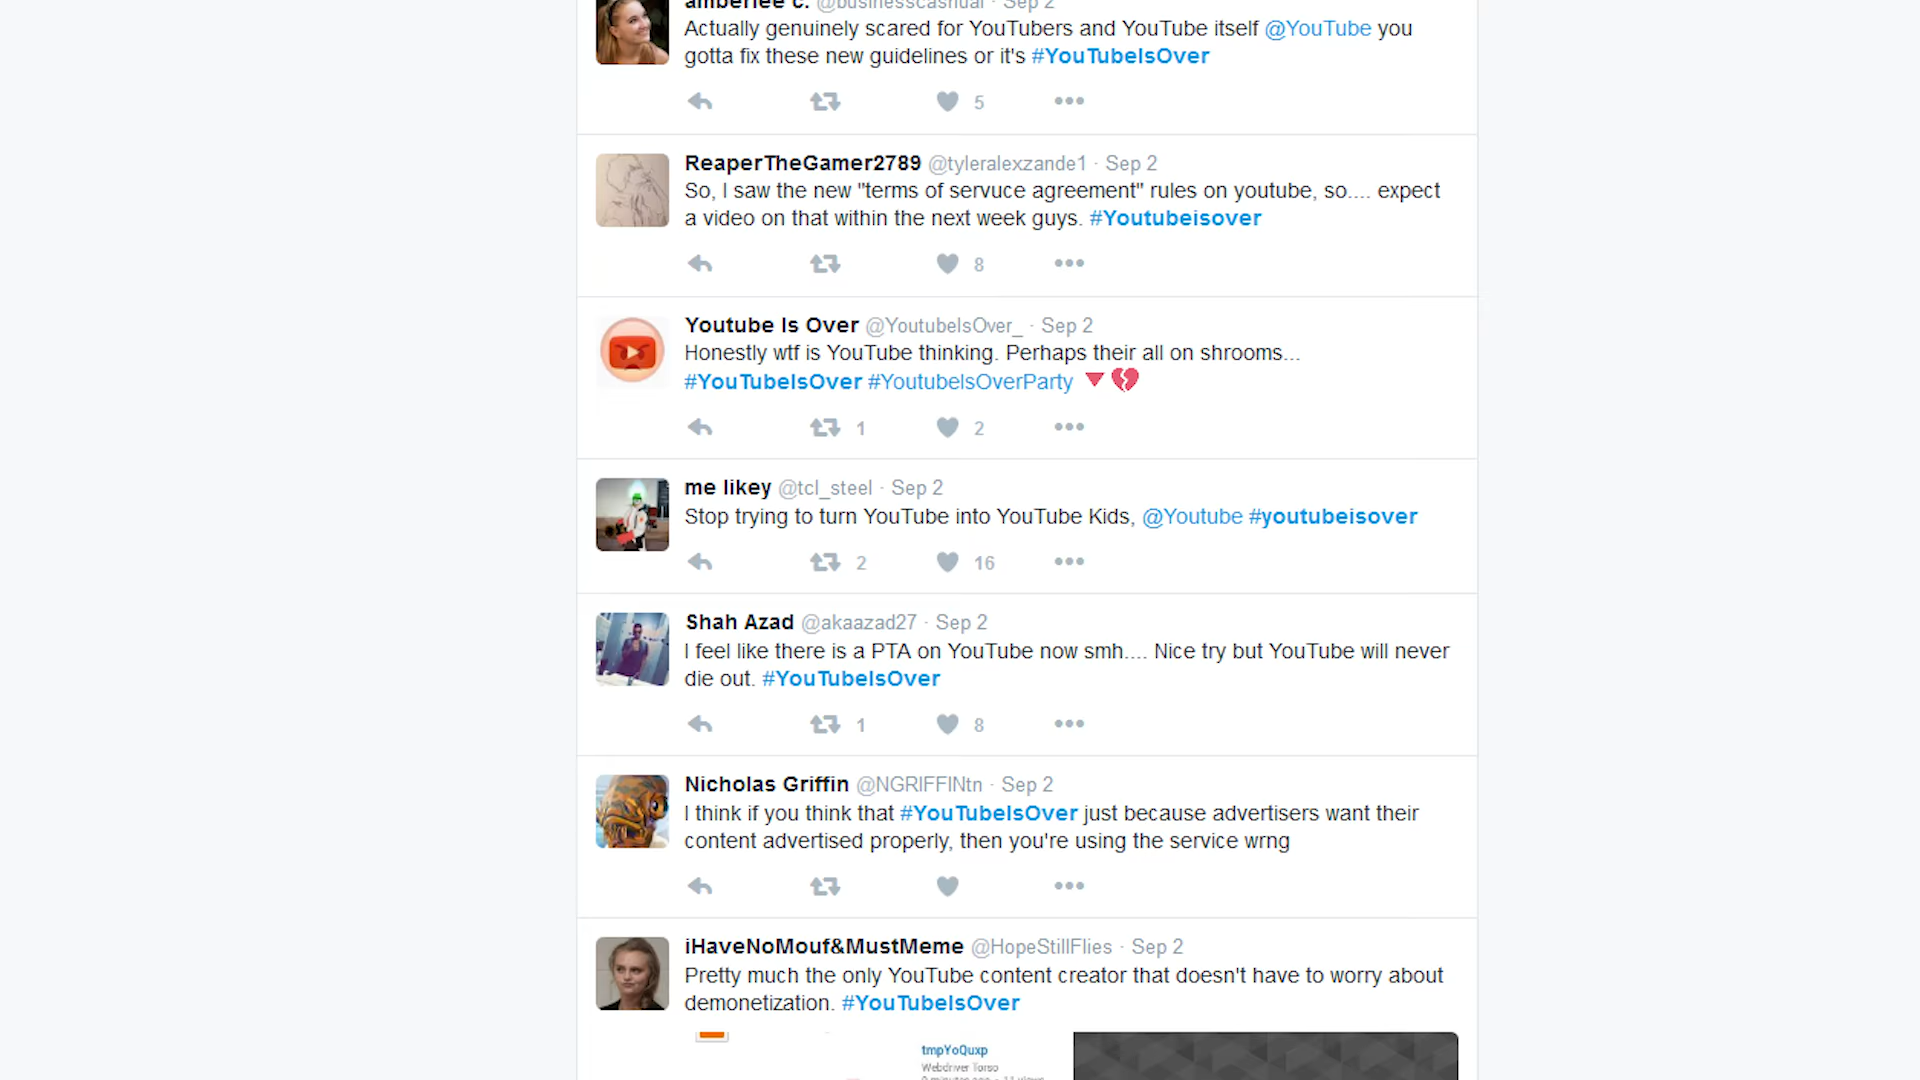 amberlee c. @businesscasual · Sep 2
Actually genuinely scared for YouTubers and YouTube itself @YouTube you
gotta fix these new guidelines or it's #YouTubeIsOver
5
ReaperTheGamer2789 @tyleralexzande1 · Sep 2
So, I saw the new "terms of servuce agreement" rules on youtube, so.... expect
a video on that within the next week guys. #Youtubeisover
8
Youtube Is Over @YoutubeIsOver_ · Sep 2
Honestly wtf is YouTube thinking. Perhaps their all on shrooms...
#YouTubeIsOver #YoutubeIsOverParty
1 2
me likey @tcl_steel · Sep 2
Stop trying to turn YouTube into YouTube Kids, @Youtube #youtubeisover
2 16
Shah Azad @akaazad27 · Sep 2
I feel like there is a PTA on YouTube now smh.... Nice try but YouTube will never
die out. #YouTubeIsOver
1 8
Nicholas Griffin @NGRIFFINtn · Sep 2
I think if you think that #YouTubeIsOver just because advertisers want their
content advertised properly, then you're using the service wrng
iHaveNoMouf&MustMeme @HopeStillFlies · Sep 2
Pretty much the only YouTube content creator that doesn't have to worry about
demonetization. #YouTubeIsOver
tmpYoQuxp
Webdriver Torso